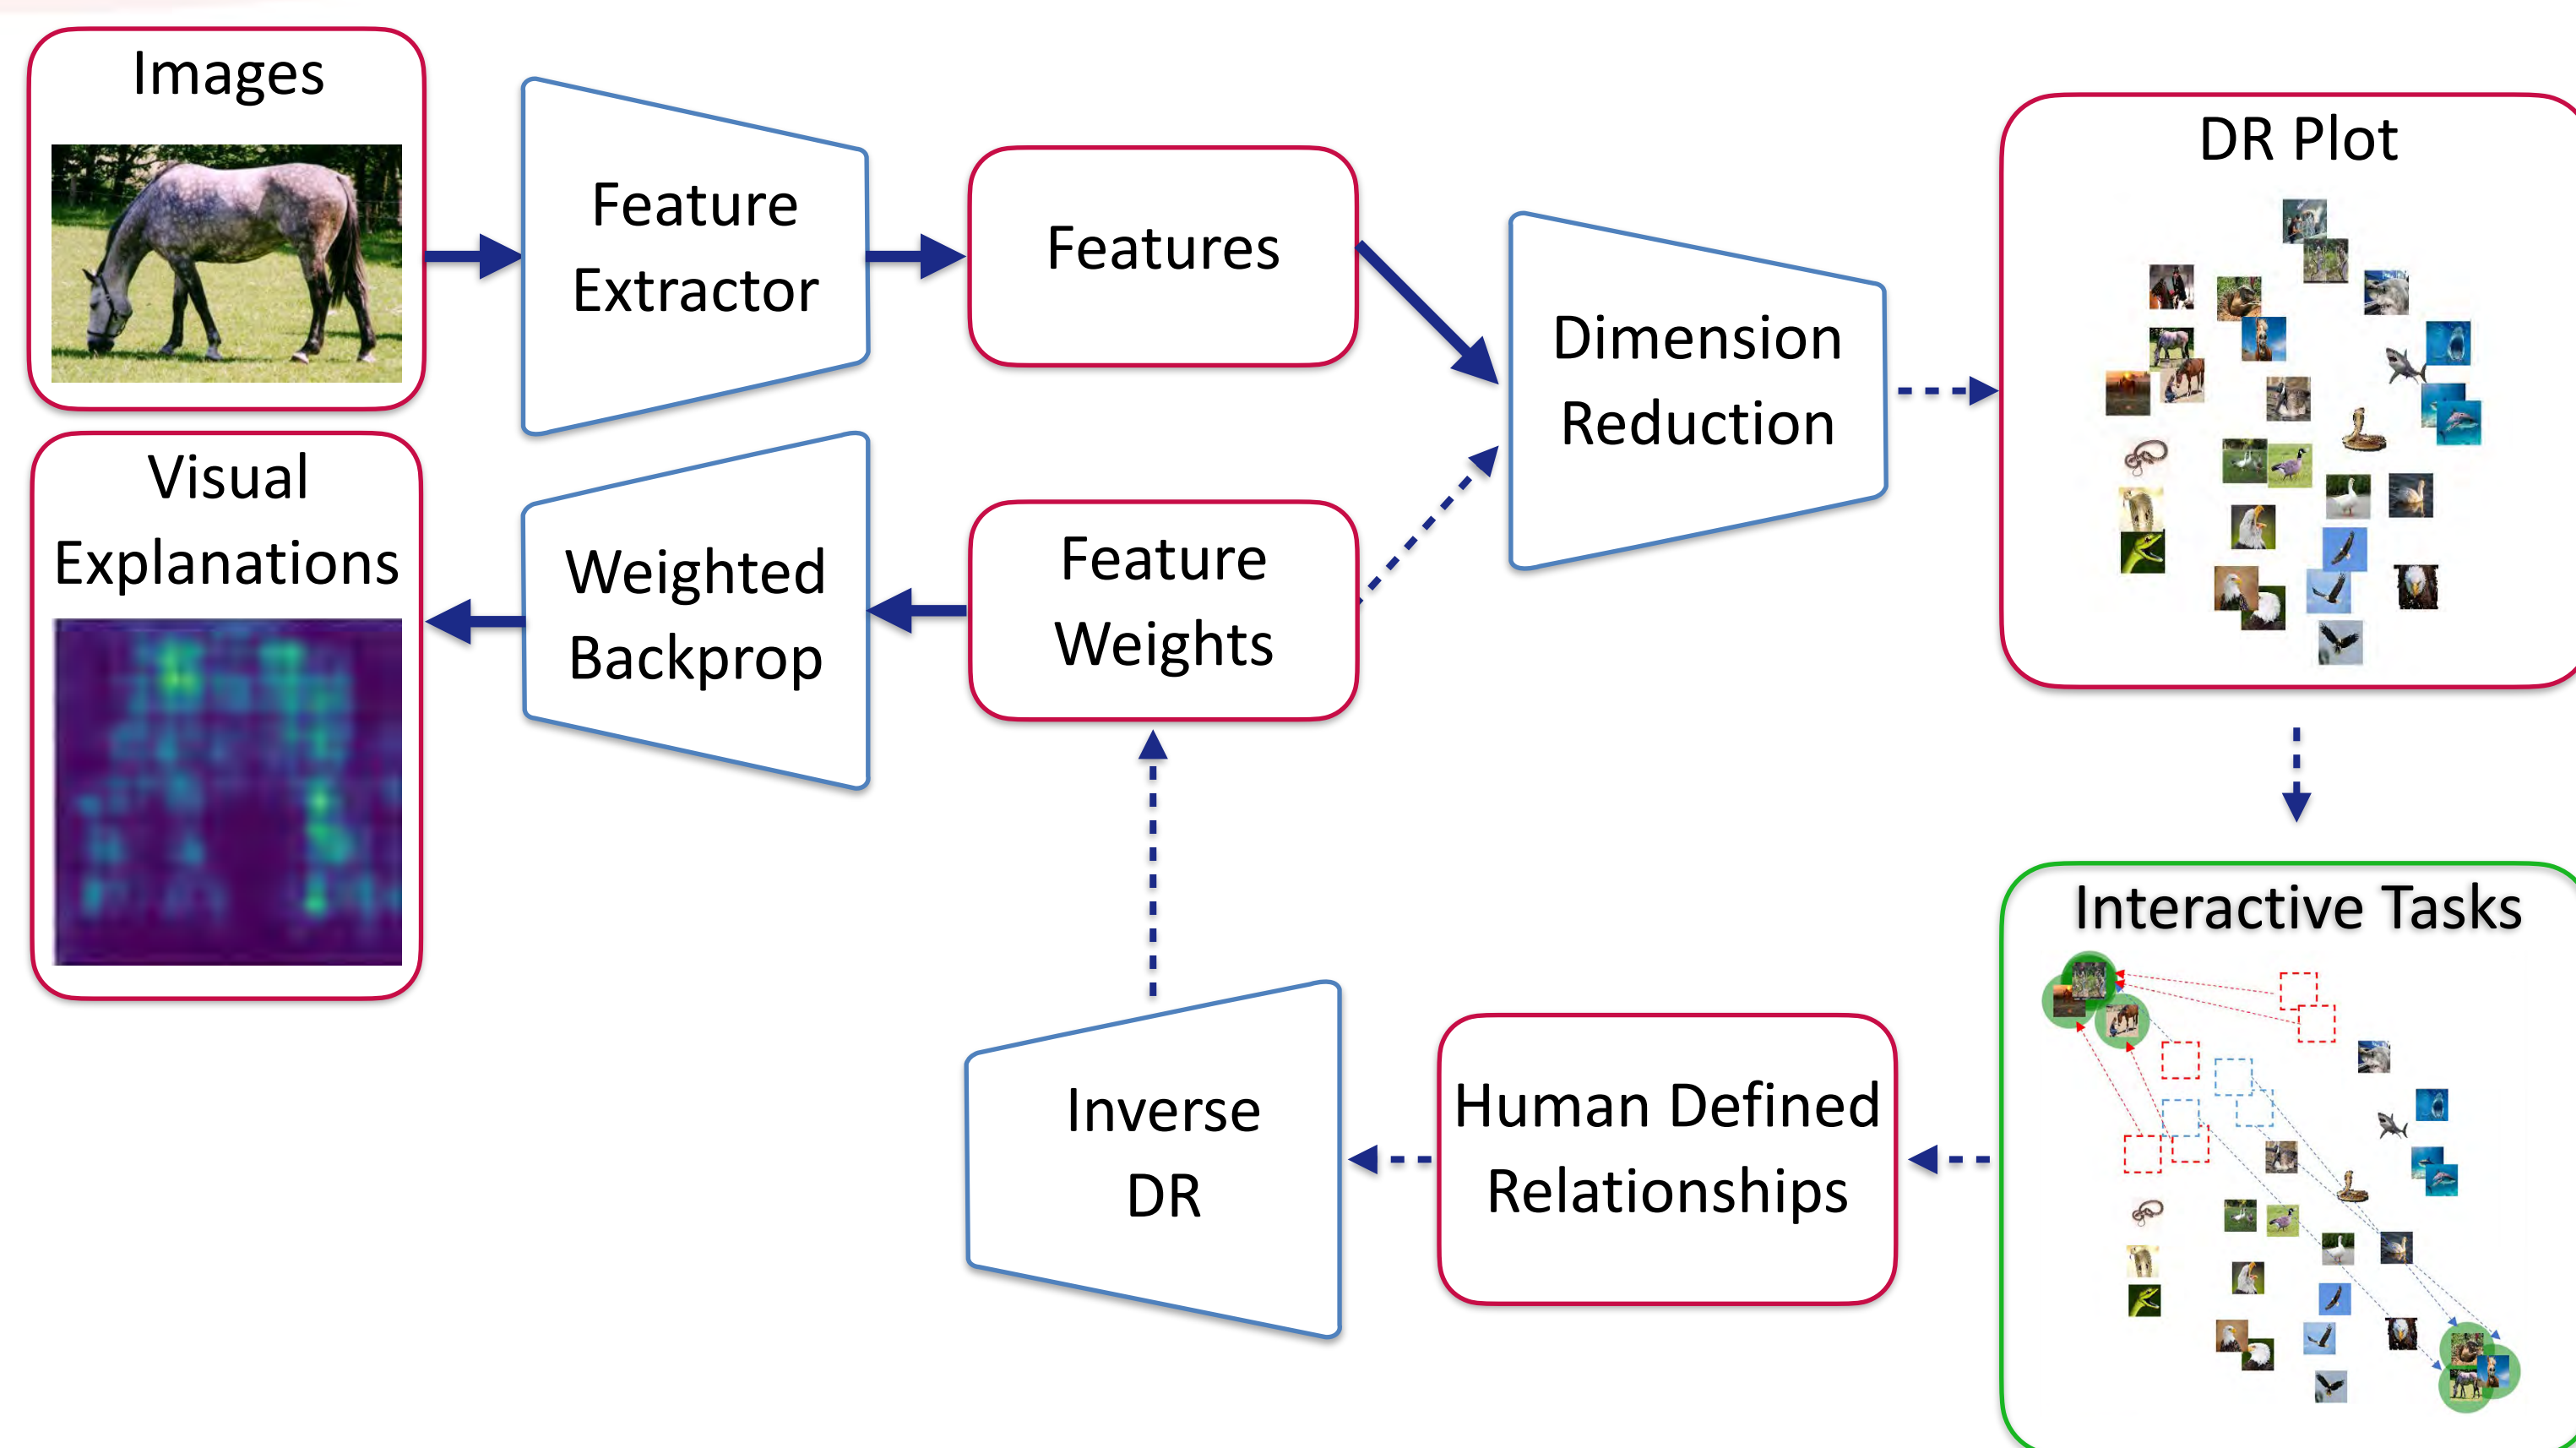 Images
Feature
Extractor
Features
Dimension
Reduction
DR Plot
Visual
Explanations
Weighted
Backprop
Feature
Weights
Interactive Tasks
Inverse
DR
Human Defined
Relationships